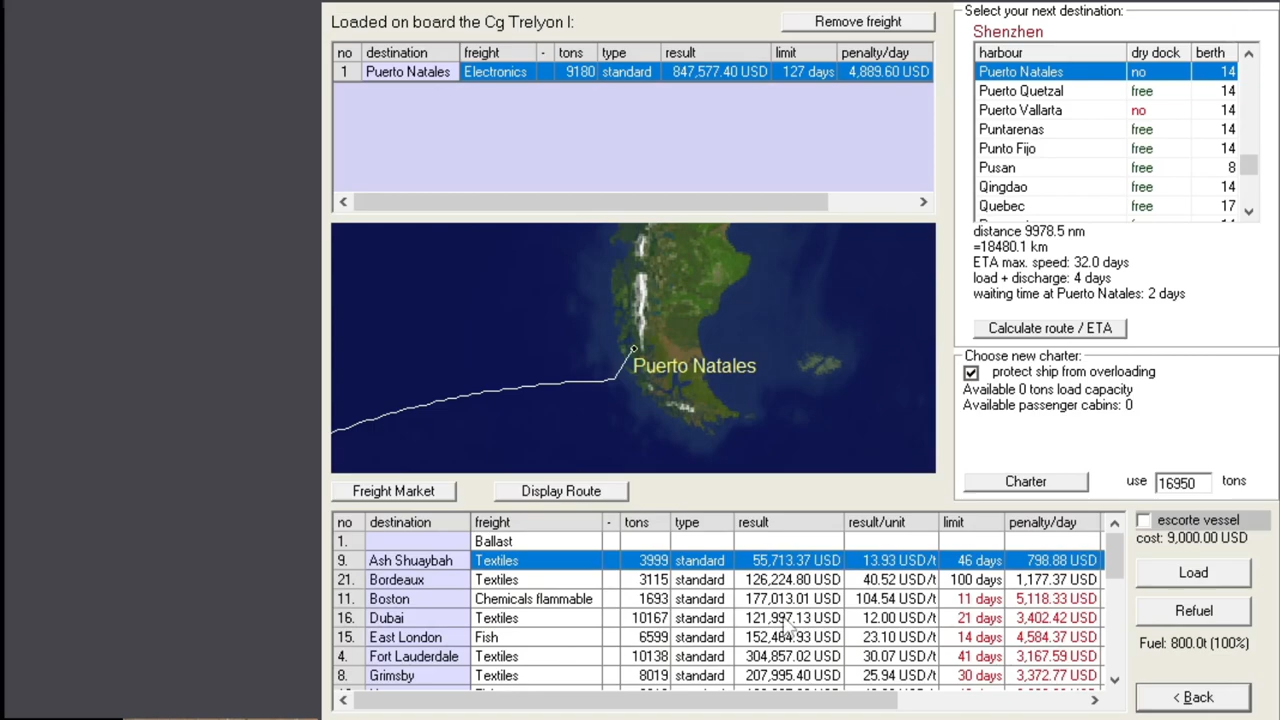 Loaded on board the Cg Trelyon I:
Remove freight
no destination freight - tons type result limit penalty/day
1 Puerto Natales Electronics 9180 standard 847,577.40 USD 127 days 4,889.60 USD
Puerto Natales
Freight Market
Display Route
Select your next destination:
Shenzhen
harbour dry dock berth
Puerto Natales no 14
Puerto Quetzal free 14
Puerto Vallarta no 14
Puntarenas free 14
Punto Fijo free 14
Pusan free 8
Qingdao free 14
Quebec free 17
distance 9978.5 nm
=18480.1 km
ETA max. speed: 32.0 days
load + discharge: 4 days
waiting time at Puerto Natales: 2 days
Calculate route / ETA
Choose new charter:
protect ship from overloading
Available 0 tons load capacity
Available passenger cabins: 0
Charter use 16950 tons
no destination freight - tons type result result/unit limit penalty/day
1. Ballast
9. Ash Shuaybah Textiles 3999 standard 55,713.37 USD 13.93 USD/t 46 days 798.88 USD
21. Bordeaux Textiles 3115 standard 126,224.80 USD 40.52 USD/t 100 days 1,177.37 USD
11. Boston Chemicals flammable 1693 standard 177,013.01 USD 104.54 USD/t 11 days 5,118.33 USD
16. Dubai Textiles 10167 standard 121,997.13 USD 12.00 USD/t 21 days 3,402.42 USD
15. East London Fish 6599 standard 152,464.93 USD 23.10 USD/t 14 days 4,584.37 USD
4. Fort Lauderdale Textiles 10138 standard 304,857.02 USD 30.07 USD/t 41 days 3,167.59 USD
8. Grimsby Textiles 8019 standard 207,995.40 USD 25.94 USD/t 30 days 3,372.77 USD
escorte vessel
cost: 9,000.00 USD
Load
Refuel
Fuel: 800.0t (100%)
< Back